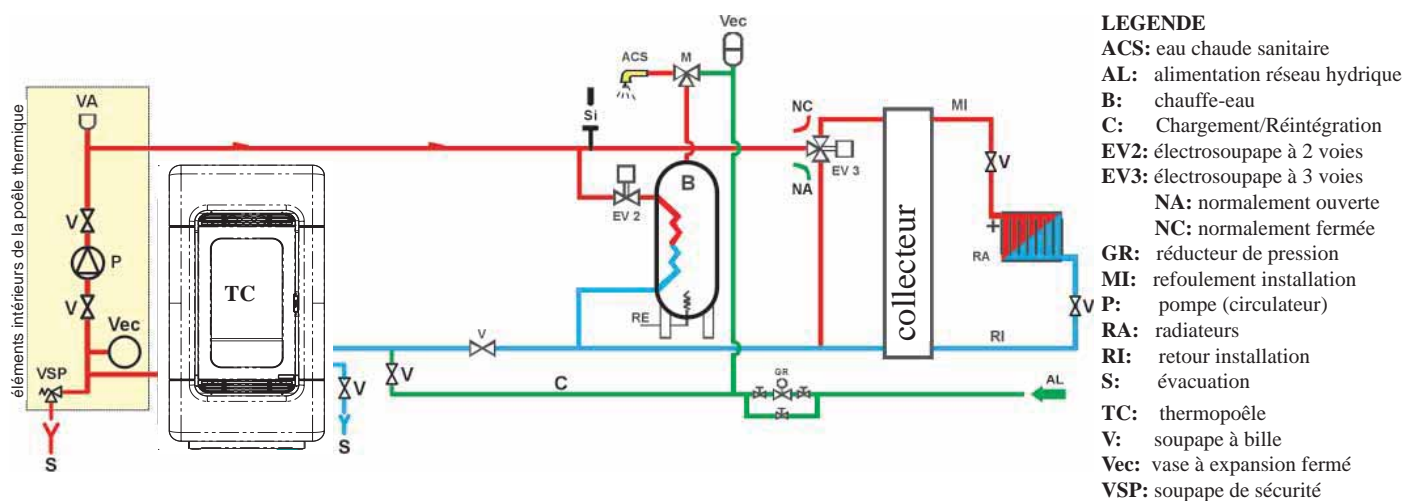 éléments intérieurs de la poêle thermique
VA
V
P
V
Vec
VSP
S
TC
V
S
ACS
M
Vec
Si
EV 2
B
RE
NC
NA
EV 3
collecteur
MI
V
RA
+
V
RI
V
V
C
GR
AL
LEGENDE
ACS: eau chaude sanitaire
AL: alimentation réseau hydrique
B: chauffe-eau
C: Chargement/Réintégration
EV2: électrosoupape à 2 voies
EV3: électrosoupape à 3 voies
NA: normalement ouverte
NC: normalement fermée
GR: réducteur de pression
MI: refoulement installation
P: pompe (circulateur)
RA: radiateurs
RI: retour installation
S: évacuation
TC: thermopoêle
V: soupape à bille
Vec: vase à expansion fermé
VSP: soupape de sécurité